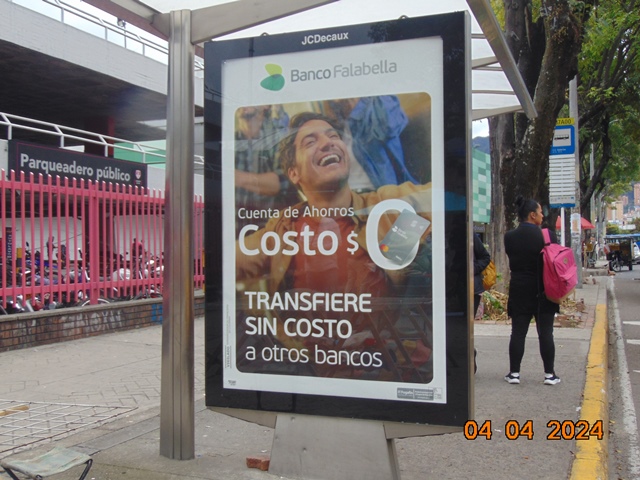 JCDecaux
Banco Falabella
Parqueadero público
Cuenta de Ahorros
Costo $ 0
TRANSFIERE
SIN COSTO
a otros bancos
04 04 2024